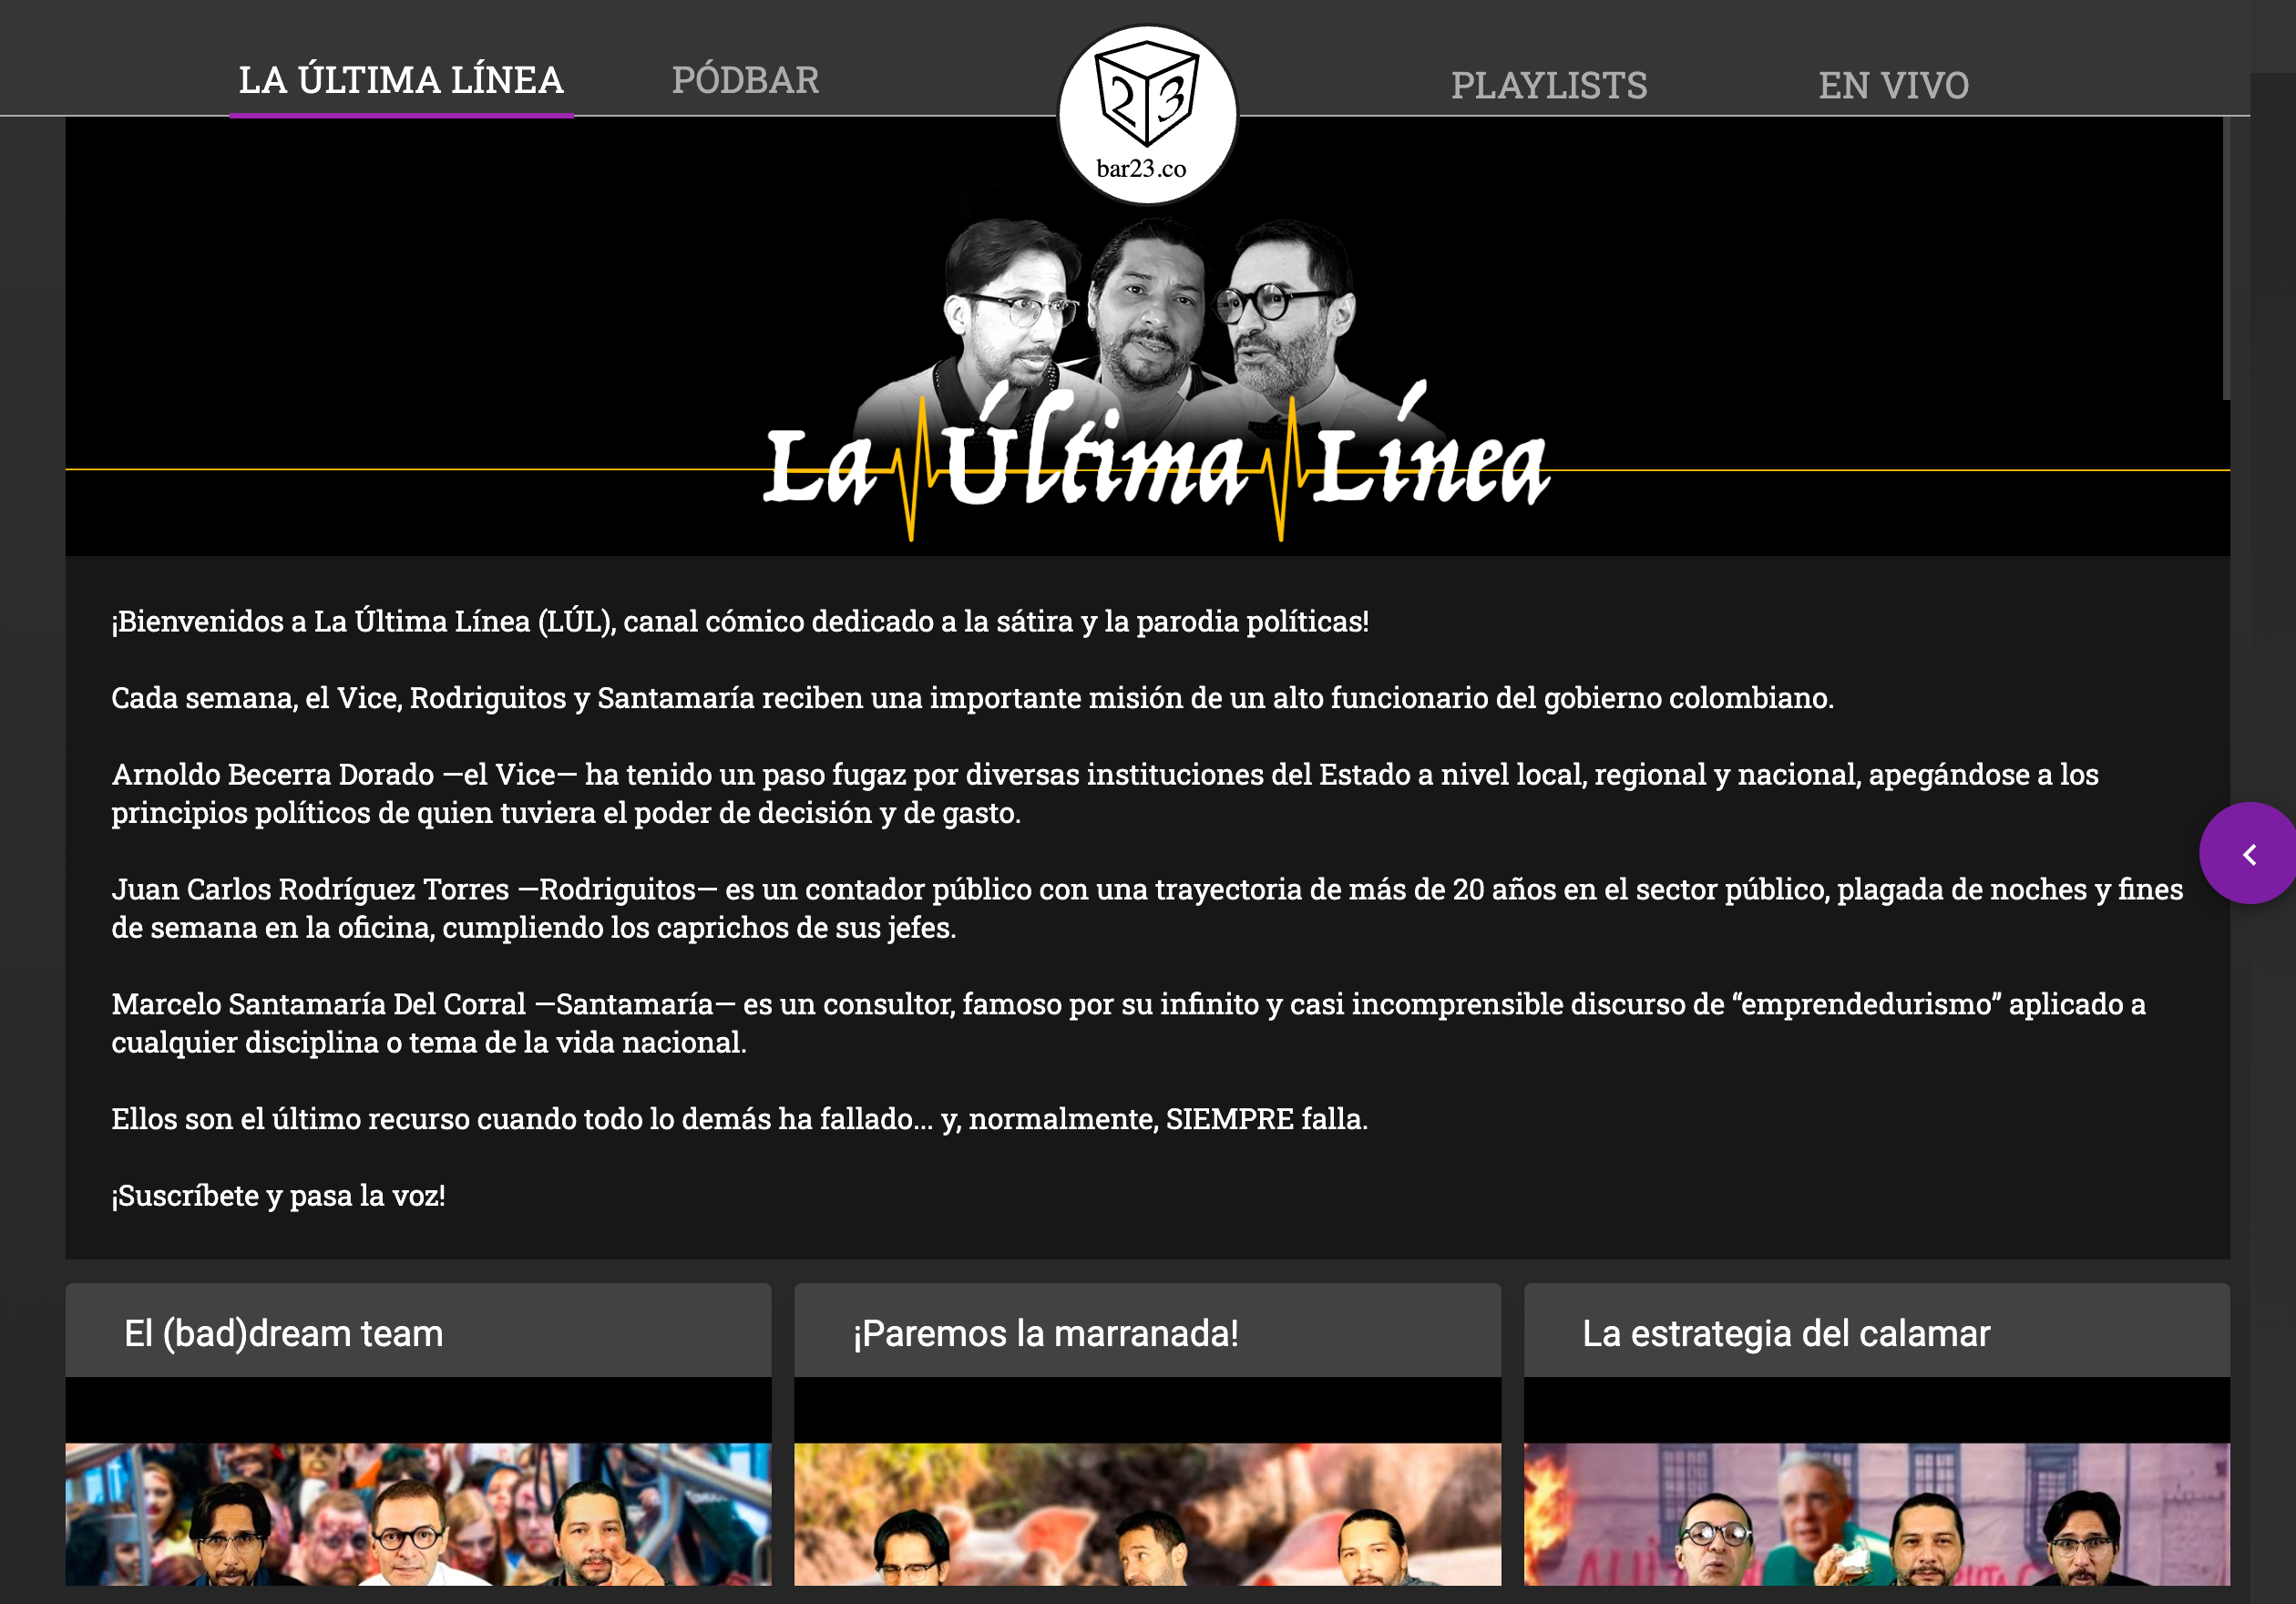 LA ÚLTIMA LÍNEA
PÓDBAR
23
bar23.co
PLAYLISTS
EN VIVO
La Última Línea
¡Bienvenidos a La Última Línea (LÚL), canal cómico dedicado a la sátira y la parodia políticas!
Cada semana, el Vice, Rodriguitos y Santamaría reciben una importante misión de un alto funcionario del gobierno colombiano.
Arnoldo Becerra Dorado —el Vice— ha tenido un paso fugaz por diversas instituciones del Estado a nivel local, regional y nacional, apegándose a los
principios políticos de quien tuviera el poder de decisión y de gasto.
Juan Carlos Rodríguez Torres —Rodriguitos— es un contador público con una trayectoria de más de 20 años en el sector público, plagada de noches y fines
de semana en la oficina, cumpliendo los caprichos de sus jefes.
Marcelo Santamaría Del Corral —Santamaría— es un consultor, famoso por su infinito y casi incomprensible discurso de “emprendedurismo” aplicado a
cualquier disciplina o tema de la vida nacional.
Ellos son el último recurso cuando todo lo demás ha fallado... y, normalmente, SIEMPRE falla.
¡Suscríbete y pasa la voz!
El (bad)dream team
¡Paremos la marranada!
La estrategia del calamar